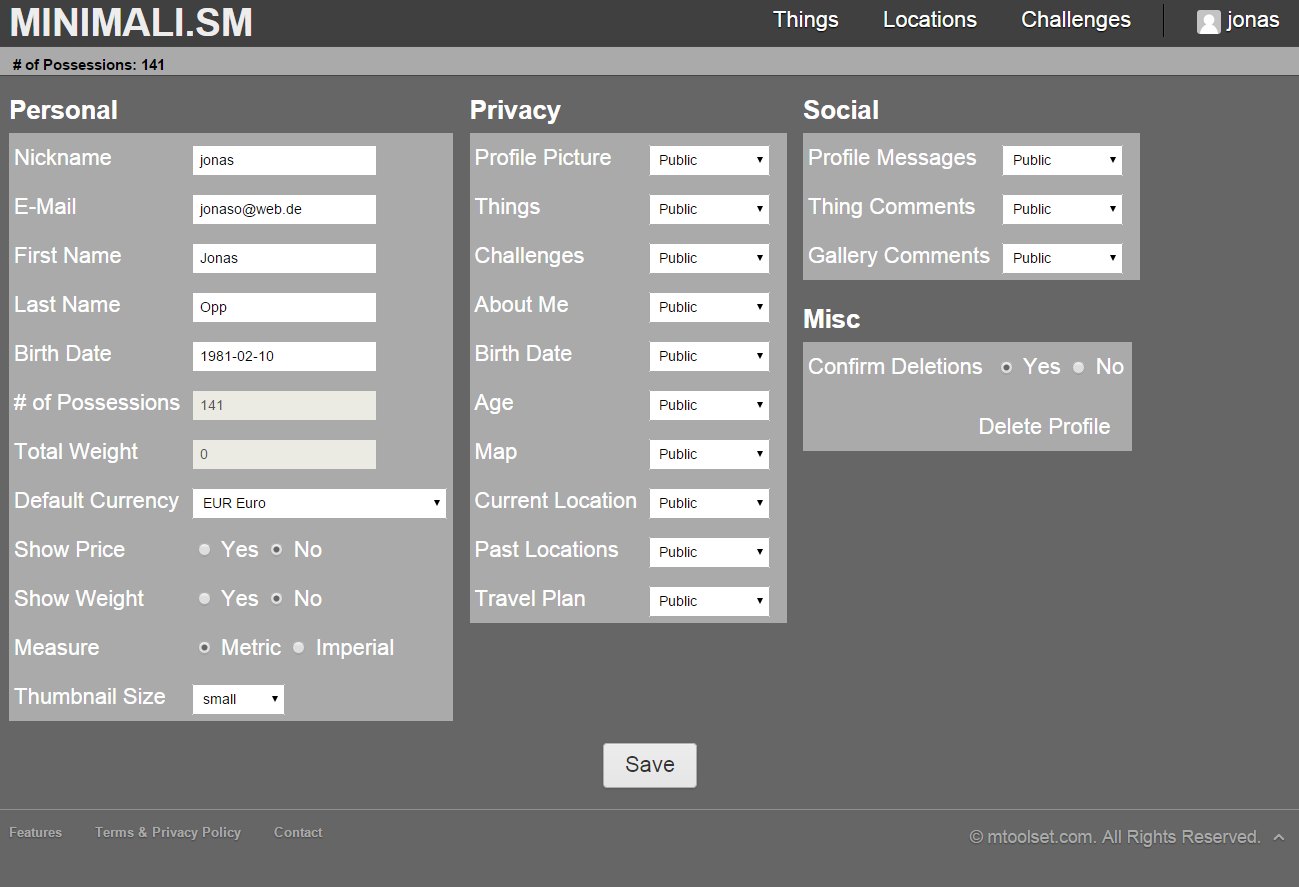 MINIMALI.SM
Things Locations Challenges jonas
# of Possessions: 141
Personal
Nickname jonas
E-Mail jonaso@web.de
First Name Jonas
Last Name Opp
Birth Date 1981-02-10
# of Possessions 141
Total Weight 0
Default Currency EUR Euro
Show Price Yes No
Show Weight Yes No
Measure Metric Imperial
Thumbnail Size small
Privacy
Profile Picture Public
Things Public
Challenges Public
About Me Public
Birth Date Public
Age Public
Map Public
Current Location Public
Past Locations Public
Travel Plan Public
Social
Profile Messages Public
Thing Comments Public
Gallery Comments Public
Misc
Confirm Deletions Yes No
Delete Profile
Save
Features Terms & Privacy Policy Contact
© mtoolset.com. All Rights Reserved.